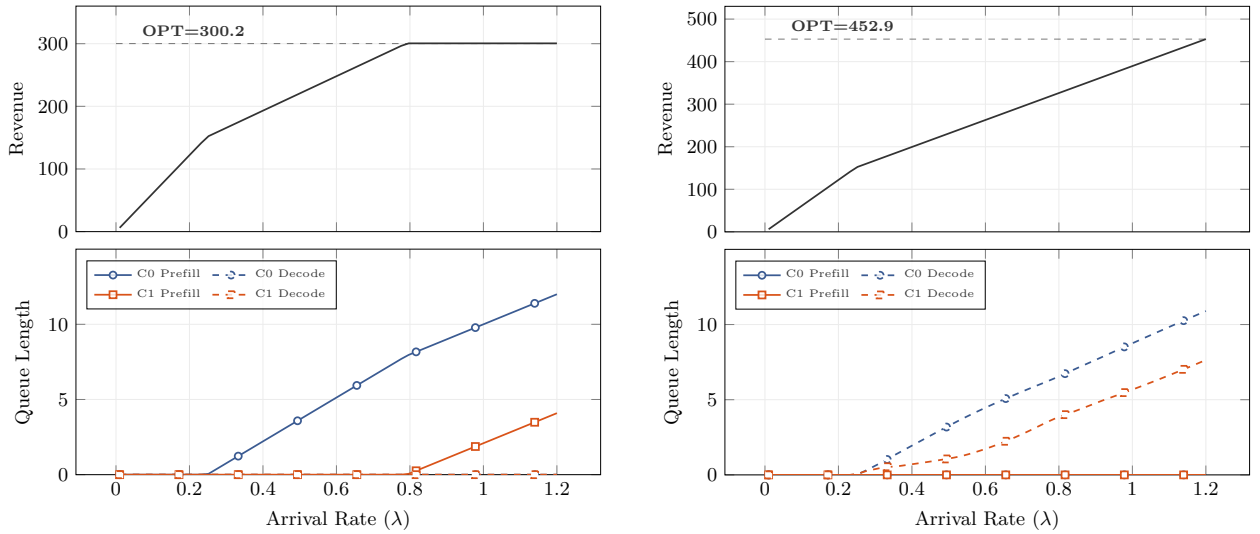 OPT=300.2
300
200
100
0
Revenue
C0 Prefill C0 Decode
C1 Prefill C1 Decode
10
5
0
Queue Length
0 0.2 0.4 0.6 0.8 1 1.2
Arrival Rate (λ)
OPT=452.9
500
400
300
200
100
0
Revenue
C0 Prefill C0 Decode
C1 Prefill C1 Decode
10
5
0
Queue Length
0 0.2 0.4 0.6 0.8 1 1.2
Arrival Rate (λ)